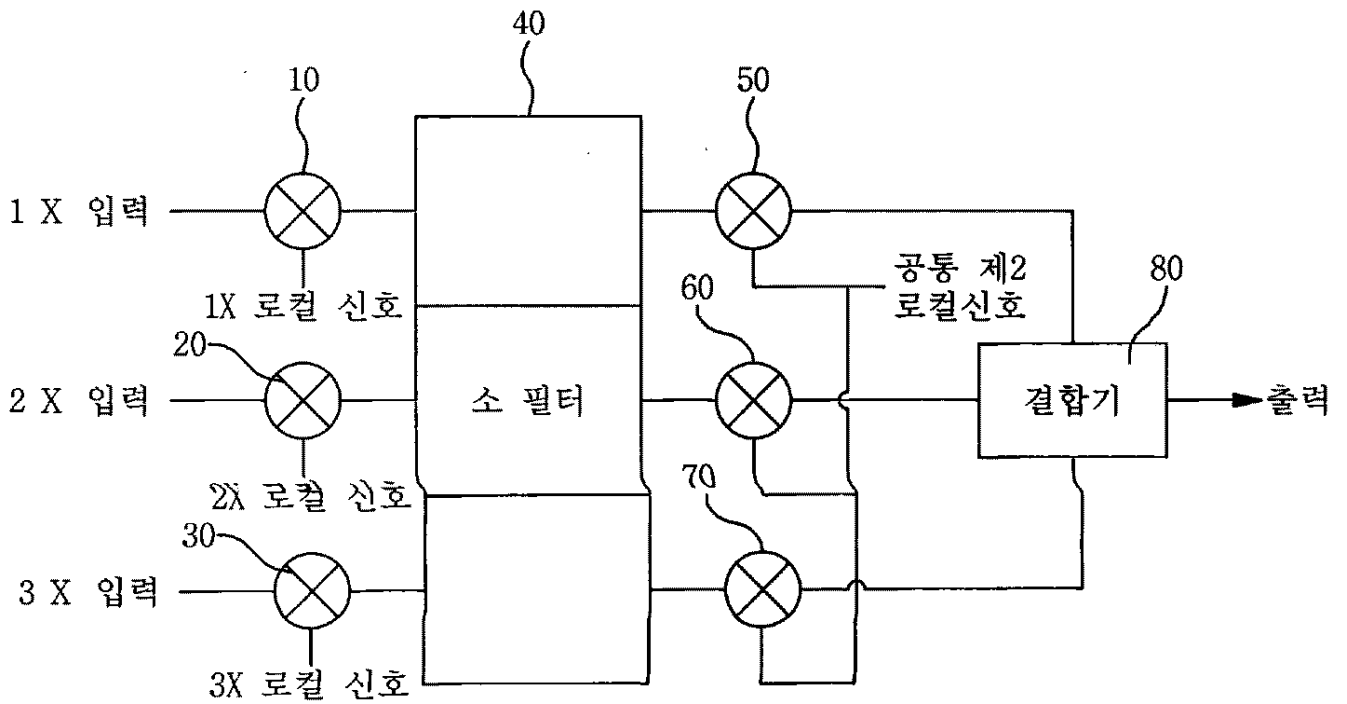 40
10
50
1 X 입력
1X 로컬 신호
공통 제2
로컬신호
80
20
60
2 X 입력
소 필터
결합기
출력
2X 로컬 신호
70
30
3 X 입력
3X 로컬 신호